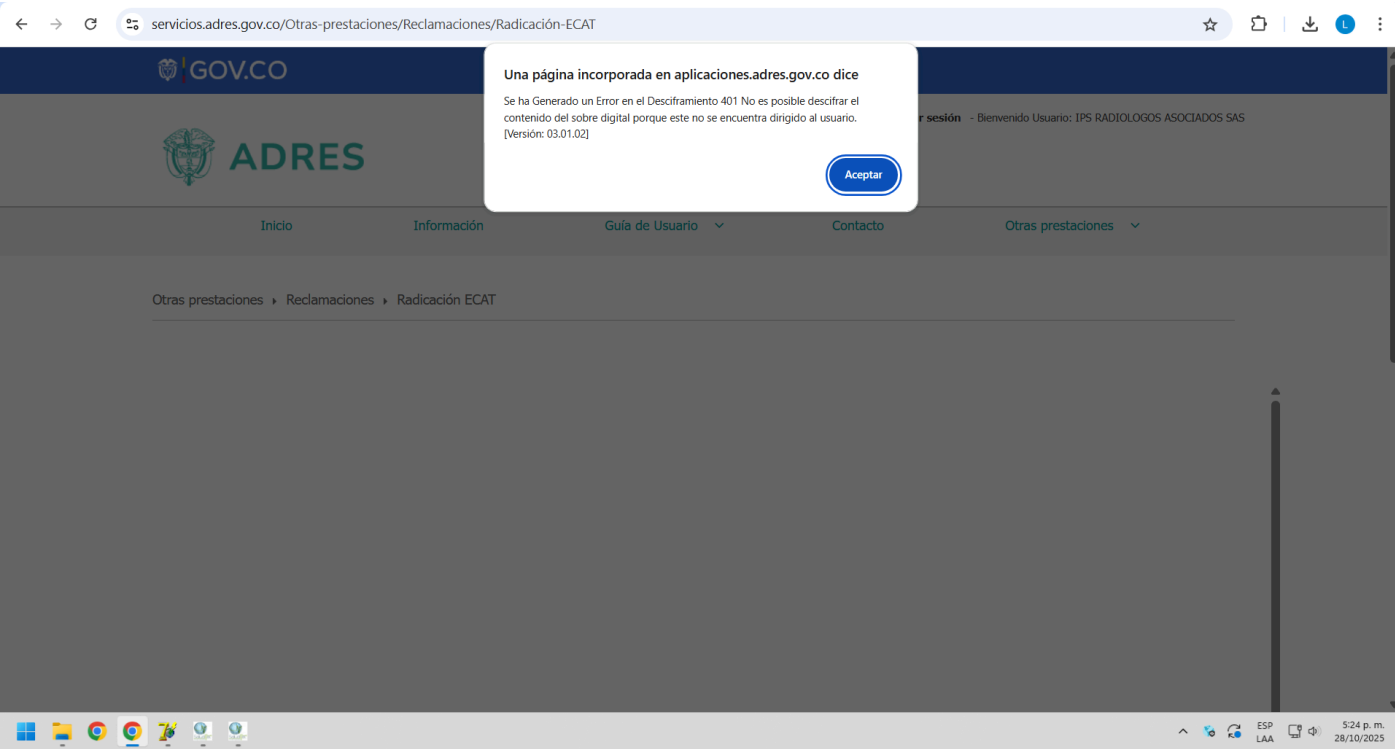 servicios.adres.gov.co/Otras-prestaciones/Reclamaciones/Radicación-ECAT
L
GOV.CO
Una página incorporada en aplicaciones.adres.gov.co dice
Se ha Generado un Error en el Desciframiento 401 No es posible descifrar el
contenido del sobre digital porque este no se encuentra dirigido al usuario.
[Versión: 03.01.02]
Aceptar
r sesión - Bienvenido Usuario: IPS RADIOLOGOS ASOCIADOS SAS
ADRES
Inicio Información Guía de Usuario Contacto Otras prestaciones
Otras prestaciones Reclamaciones Radicación ECAT
ESP
LAA
5:24 p. m.
28/10/2025